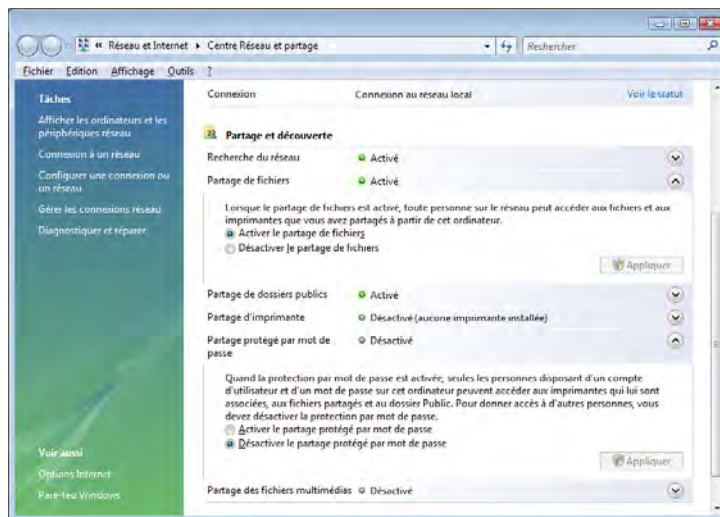 « Réseau et Internet ▸ Centre Réseau et partage
Rechercher
Fichier Edition Affichage Outils ?
Tâches
Afficher les ordinateurs et les
périphériques réseau
Connexion à un réseau
Configurer une connexion ou
un réseau
Gérer les connexions réseau
Diagnostiquer et réparer
Voir aussi
Options Internet
Pare-feu Windows
Connexion Connexion au réseau local Voir le statut
Partage et découverte
Recherche du réseau Activé
Partage de fichiers Activé
Lorsque le partage de fichiers est activé, toute personne sur le réseau peut accéder aux fichiers et aux
imprimantes que vous avez partagés à partir de cet ordinateur.
Activer le partage de fichiers
Désactiver le partage de fichiers
Appliquer
Partage de dossiers publics Activé
Partage d'imprimante Désactivé (aucune imprimante installée)
Partage protégé par mot de Désactivé
passe
Quand la protection par mot de passe est activée, seules les personnes disposant d'un compte
d'utilisateur et d'un mot de passe sur cet ordinateur peuvent accéder aux imprimantes qui lui sont
associées, aux fichiers partagés et au dossier Public. Pour donner accès à d'autres personnes, vous
devez désactiver la protection par mot de passe.
Activer le partage protégé par mot de passe
Désactiver le partage protégé par mot de passe
Appliquer
Partage des fichiers multimédias Désactivé